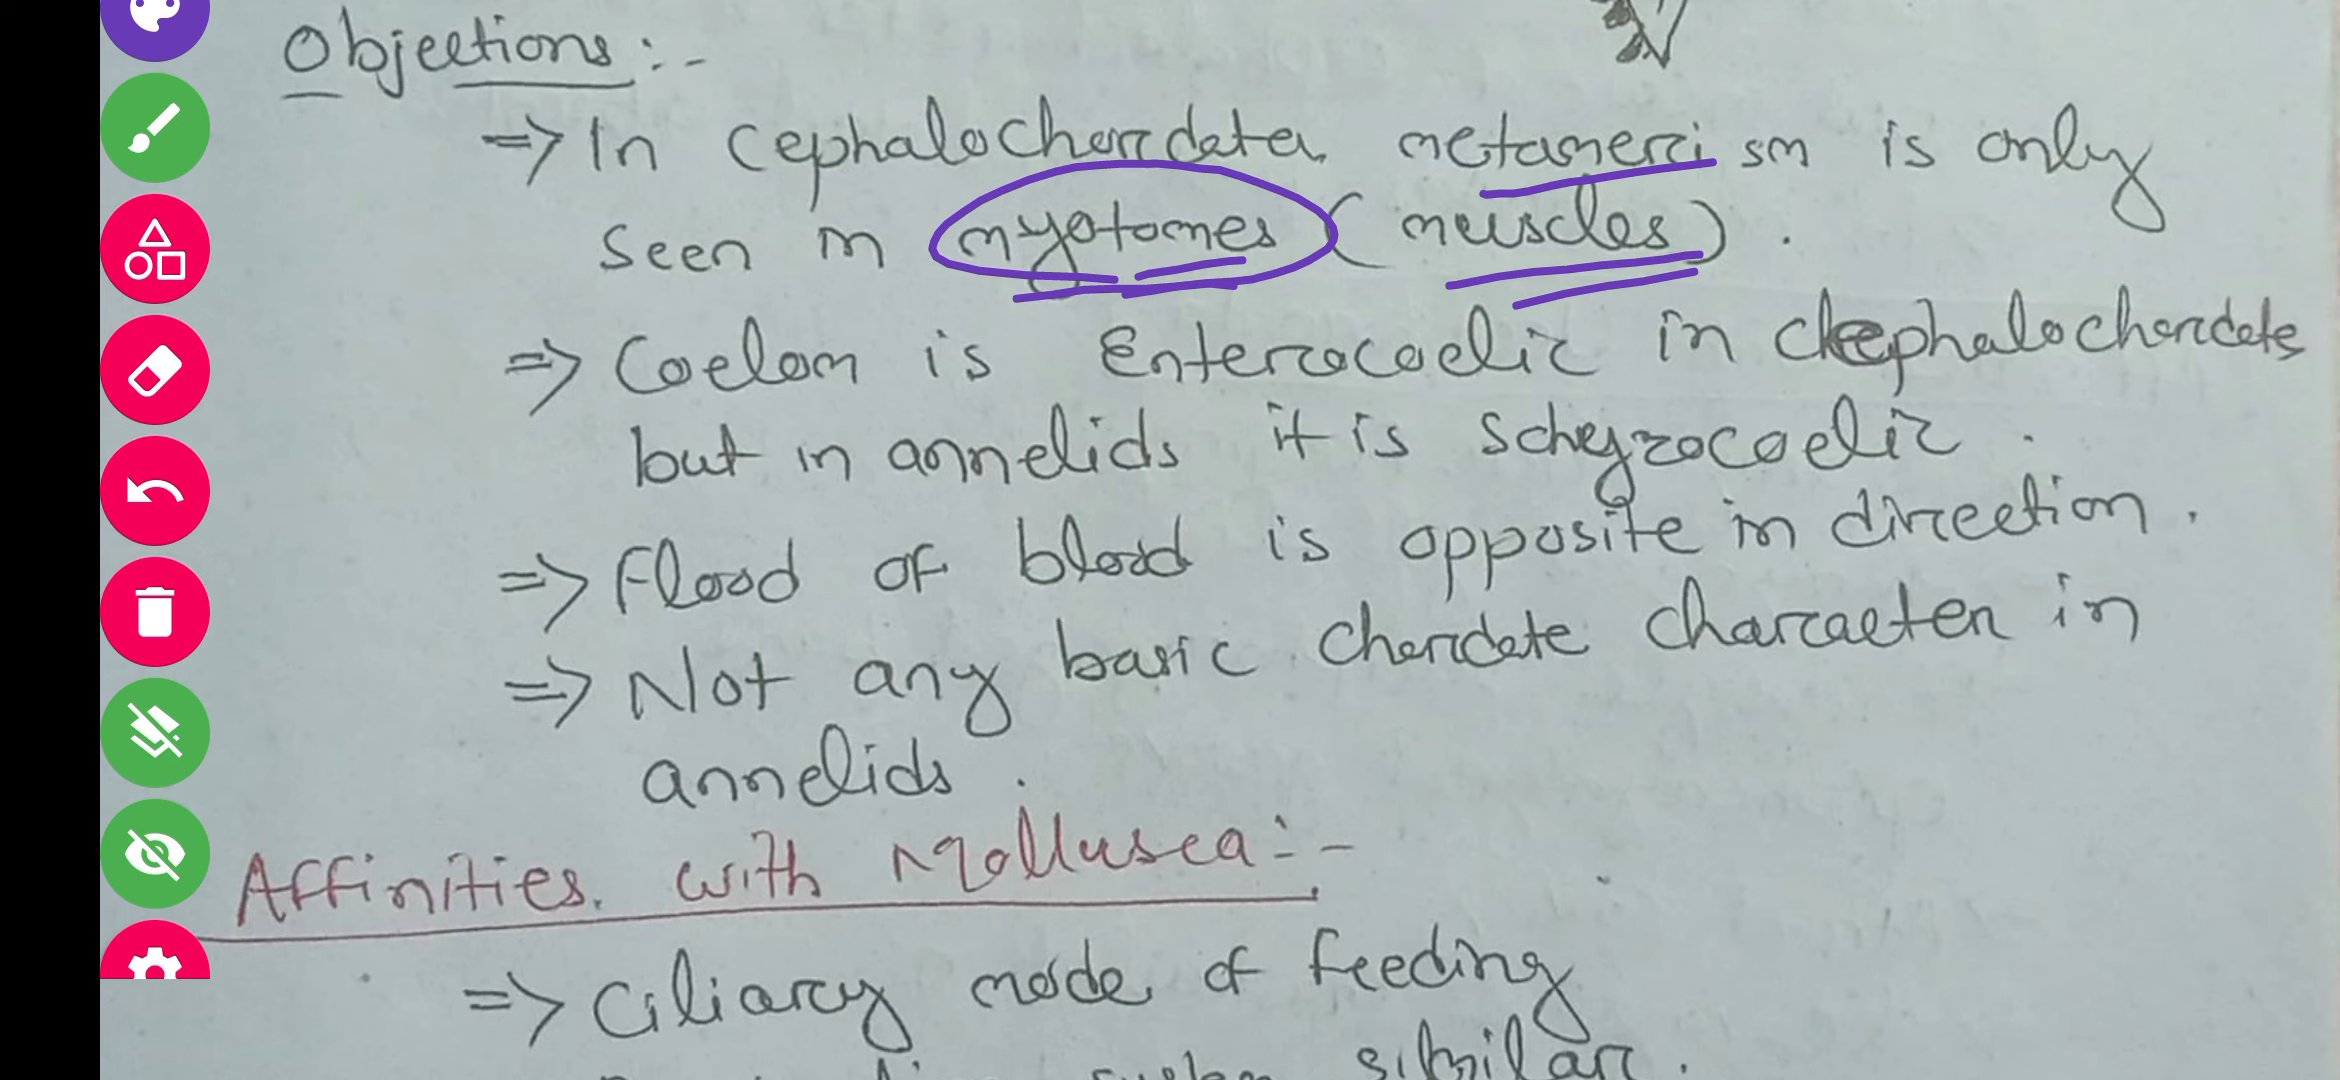 Objections :-
=> In Cephalochordata metamerism is only
seen in myotomes (muscles) .
=> Coelom is Enterocoelic in Cephalochordate
but in annelids it is Schyzocoelic .
=> Flood of blood is opposite in direction .
=> Not any basic chordate character in
annelids .
Affinities with Mollusca :-
=> Ciliary mode of feeding
similar .